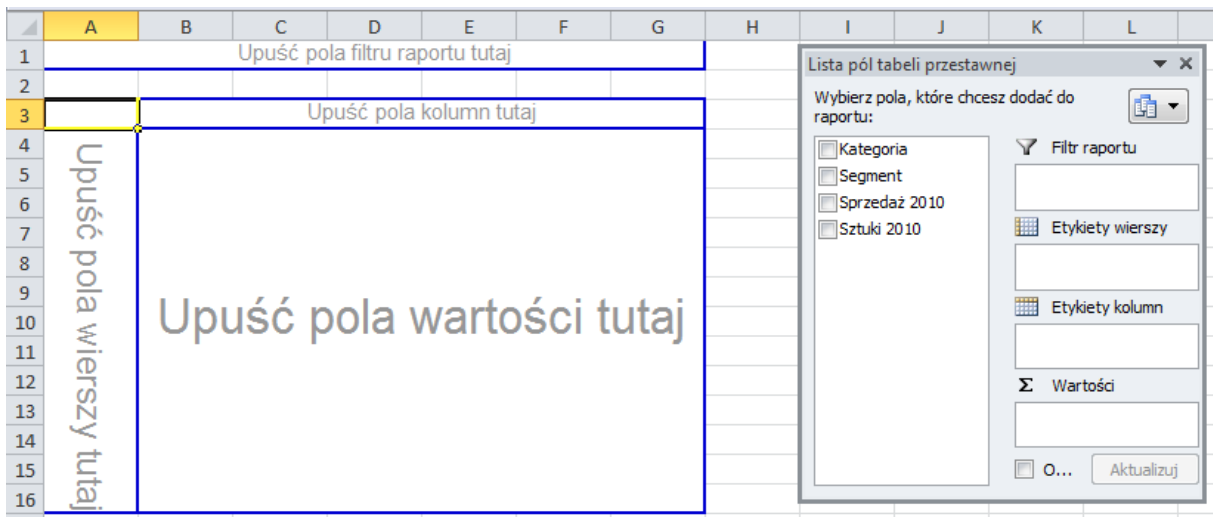 A B C D E F G H I J K L
1 Upuść pola filtru raportu tutaj
2
3 Upuść pola kolumn tutaj
4
5
6
7
8
9
10
11
12
13
14
15
16
Upuść pola wierszy tutaj
Upuść pola wartości tutaj
Lista pól tabeli przestawnej
Wybierz pola, które chcesz dodać do
raportu:
Kategoria
Segment
Sprzedaż 2010
Sztuki 2010
Filtr raportu
Etykiety wierszy
Etykiety kolumn
Σ Wartości
O... Aktualizuj